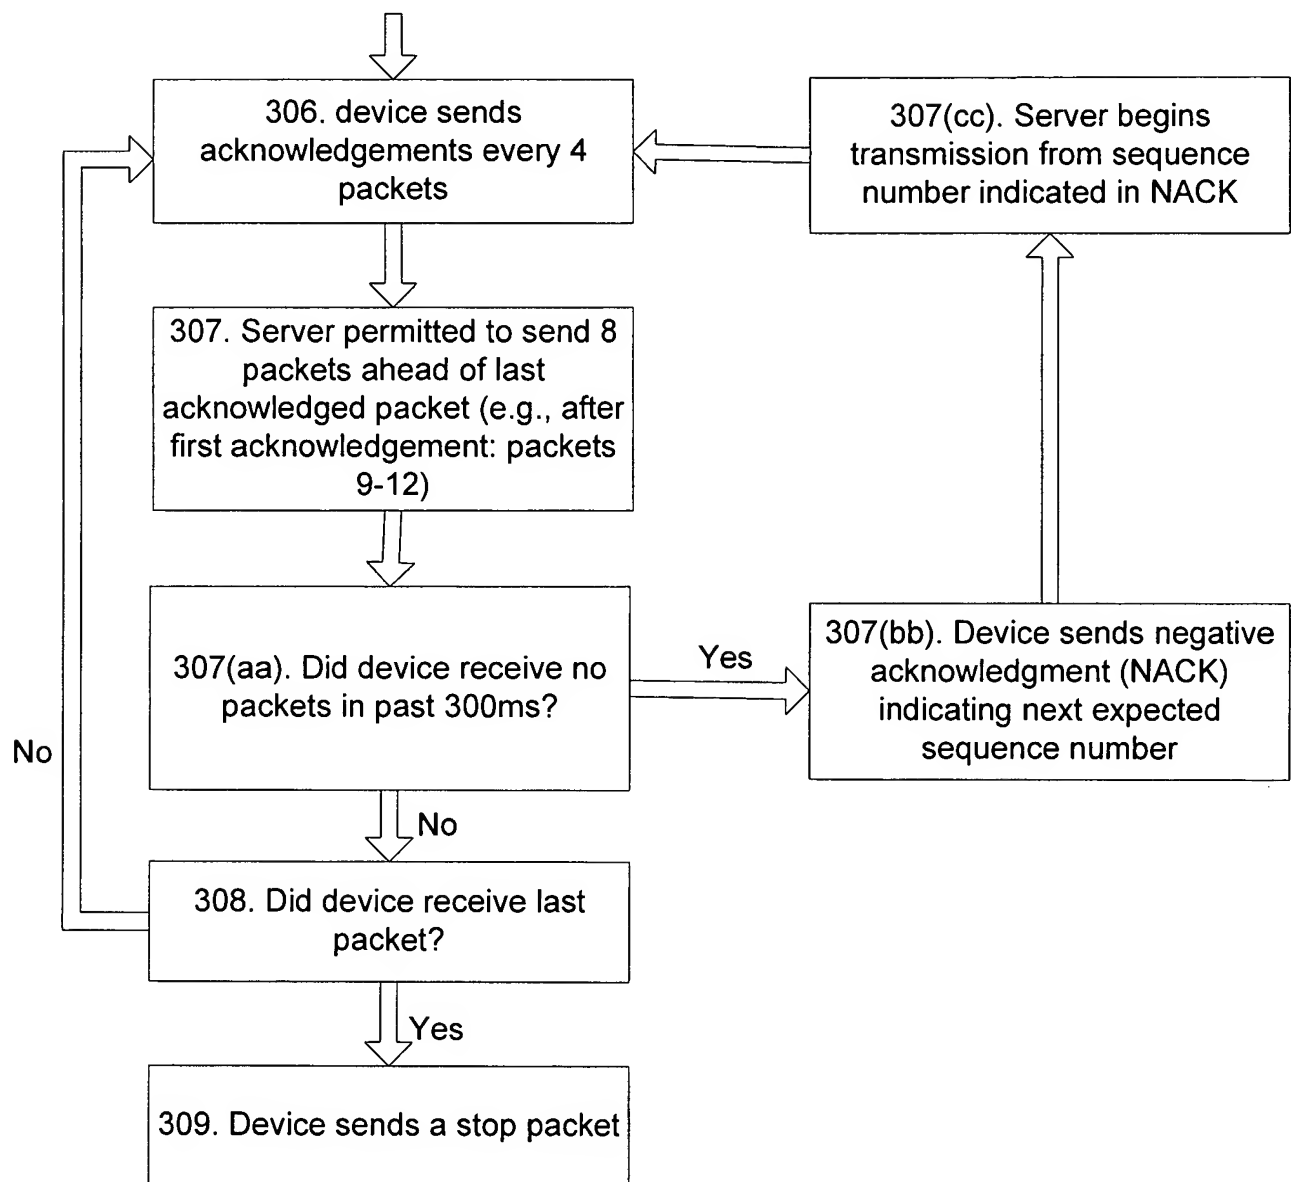 306. device sends
acknowledgements every 4
packets
307(cc). Server begins
transmission from sequence
number indicated in NACK
307. Server permitted to send 8
packets ahead of last
acknowledged packet (e.g., after
first acknowledgement: packets
9-12)
307(aa). Did device receive no
packets in past 300ms?
Yes
307(bb). Device sends negative
acknowledgment (NACK)
indicating next expected
sequence number
No
No
308. Did device receive last
packet?
Yes
309. Device sends a stop packet